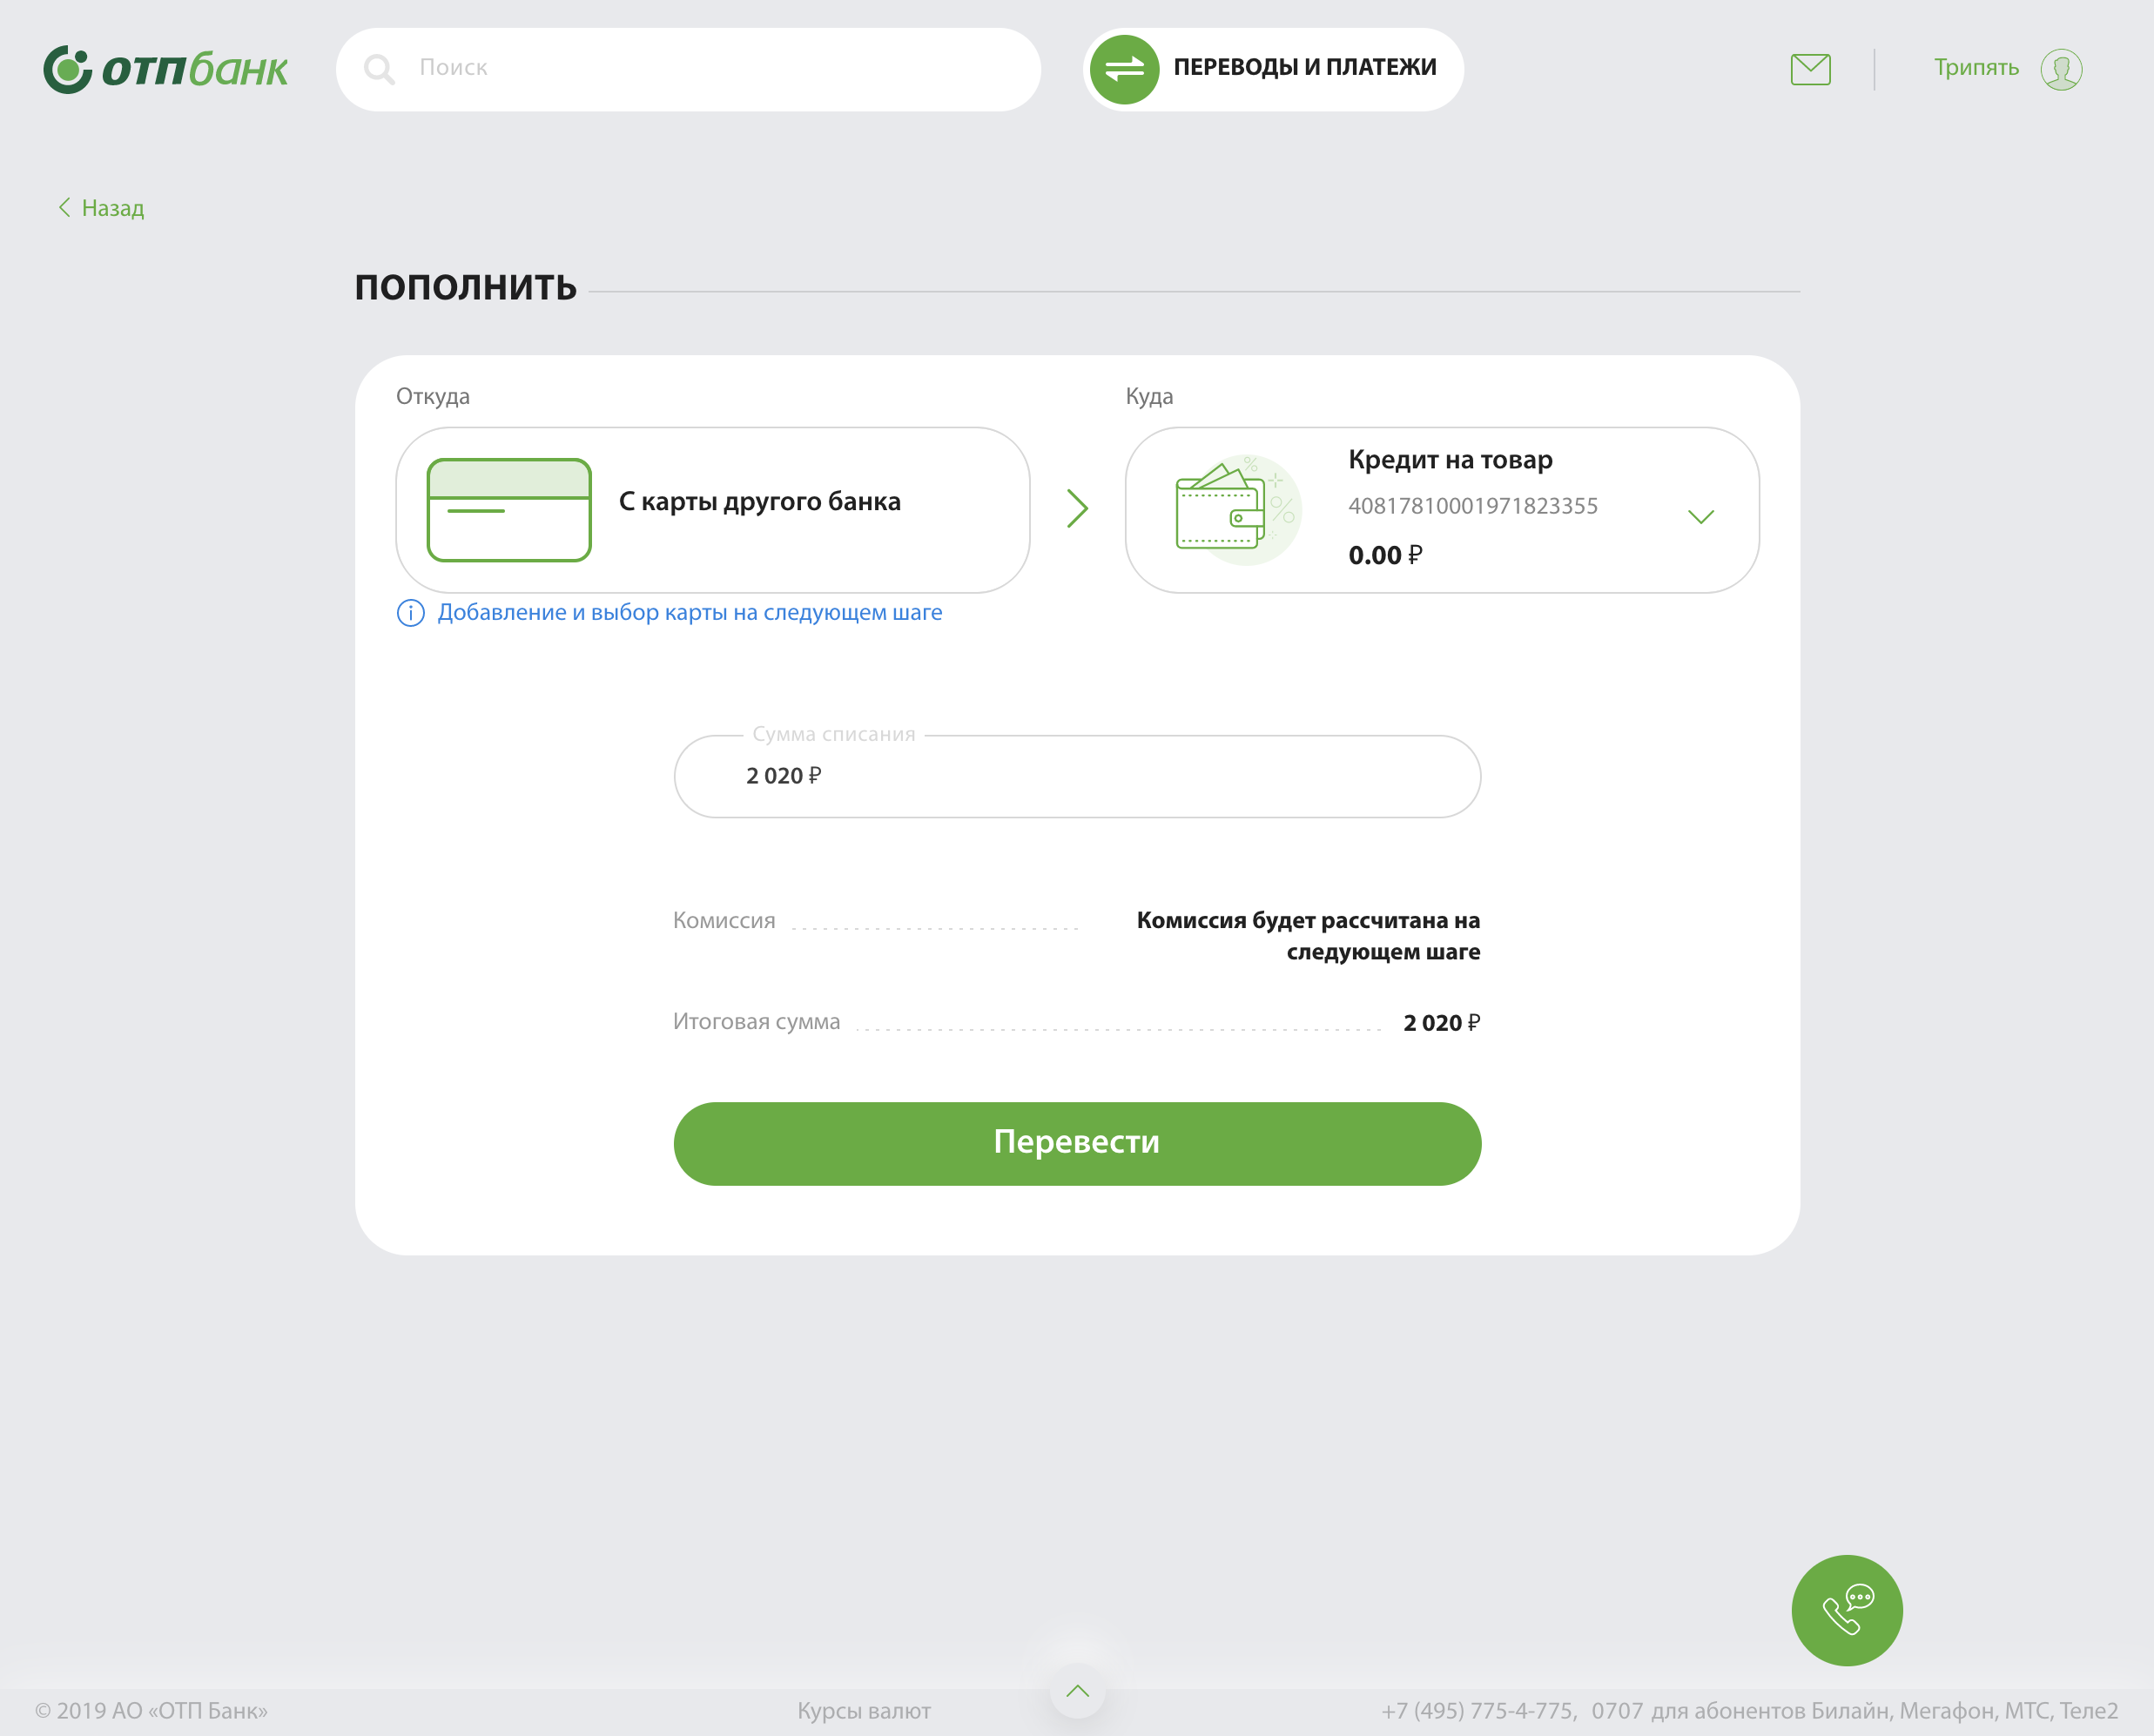 отпбанк
Поиск
ПЕРЕВОДЫ И ПЛАТЕЖИ
Трипять
Назад
ПОПОЛНИТЬ
Откуда
Куда
С карты другого банка
Кредит на товар
40817810001971823355
0.00 ₽
Добавление и выбор карты на следующем шаге
Сумма списания
2 020 ₽
Комиссия
Комиссия будет рассчитана на
следующем шаге
Итоговая сумма
2 020 ₽
Перевести
© 2019 АО «ОТП Банк»
Курсы валют
+7 (495) 775-4-775, 0707 для абонентов Билайн, Мегафон, МТС, Теле2